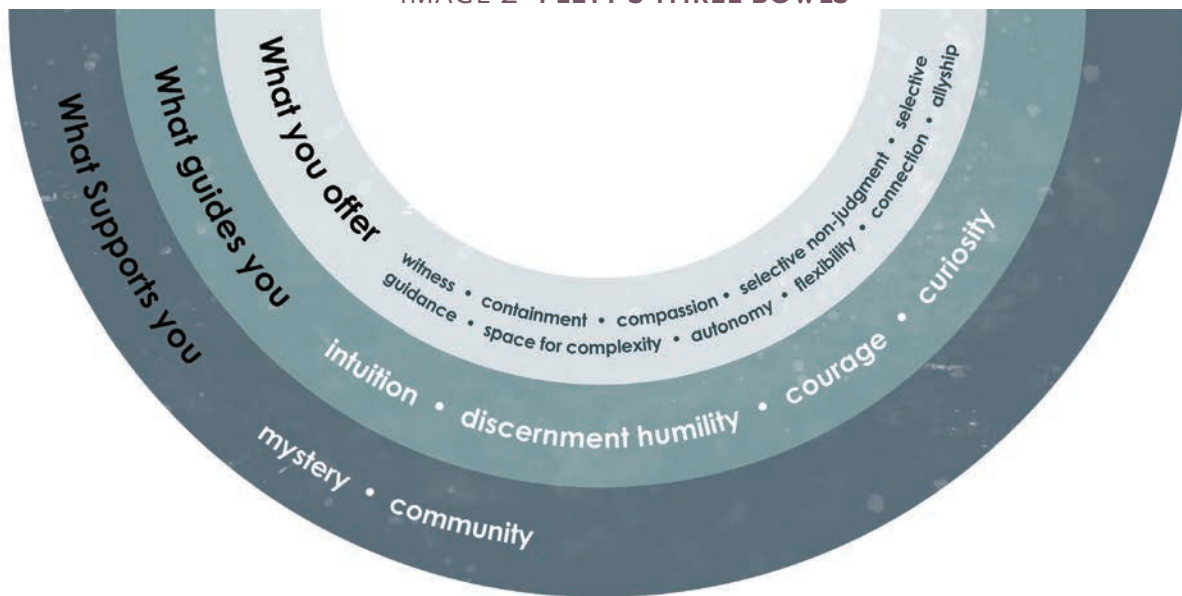 IMAGE 2 PLETT'S THREE BOWLS
What you offer
witness • containment • compassion • selective non-judgment • selective
guidance • space for complexity • autonomy • flexibility • connection • allyship
What guides you
intuition • discernment humility • courage • curiosity
What Supports you
mystery • community